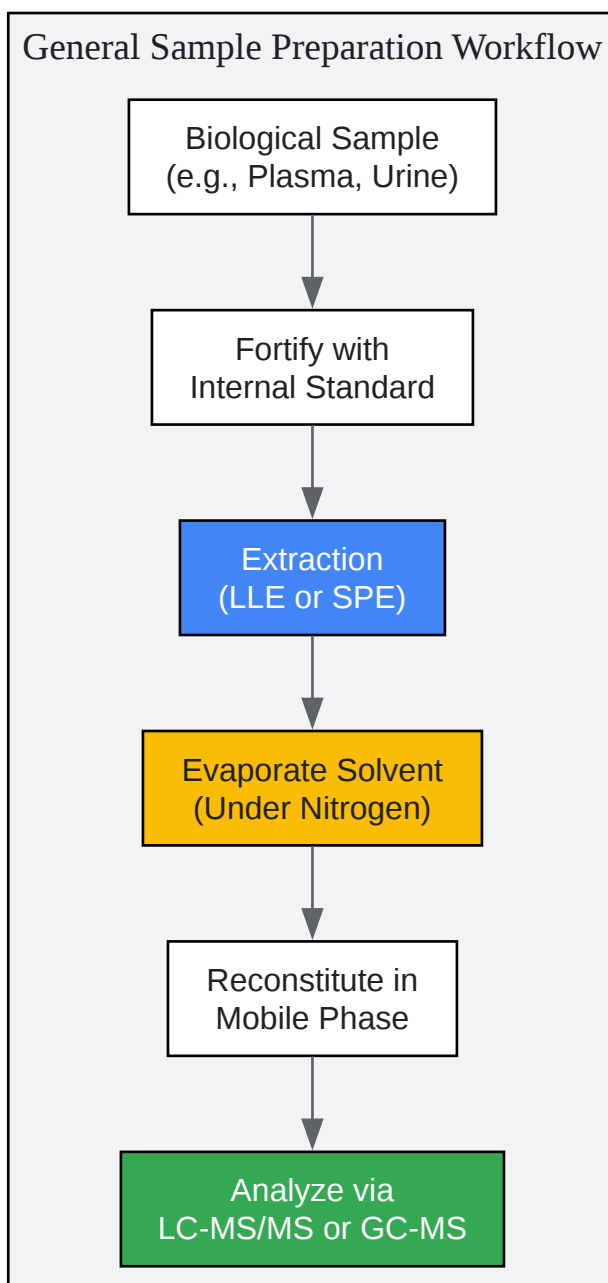 General Sample Preparation Workflow
Biological Sample
(e.g., Plasma, Urine)
Fortify with
Internal Standard
Extraction
(LLE or SPE)
Evaporate Solvent
(Under Nitrogen)
Reconstitute in
Mobile Phase
Analyze via
LC-MS/MS or GC-MS